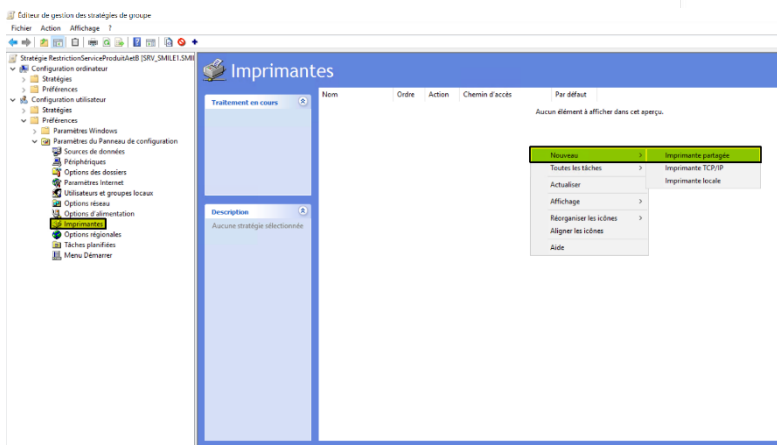 Éditeur de gestion des stratégies de groupe
Fichier Action Affichage ?
Stratégie RestrictionServiceProduitAetB [SRV_SMILE1.SMI
Configuration ordinateur
Stratégies
Préférences
Configuration utilisateur
Stratégies
Préférences
Paramètres Windows
Paramètres du Panneau de configuration
Sources de données
Périphériques
Options des dossiers
Paramètres Internet
Utilisateurs et groupes locaux
Options réseau
Options d'alimentation
Imprimantes
Options régionales
Tâches planifiées
Menu Démarrer
Imprimantes
Traitement en cours
Description
Aucune stratégie sélectionnée
Nom Ordre Action Chemin d'accès Par défaut
Aucun élément à afficher dans cet aperçu.
Nouveau
Toutes les tâches
Actualiser
Affichage
Réorganiser les icônes
Aligner les icônes
Aide
Imprimante partagée
Imprimante TCP/IP
Imprimante locale